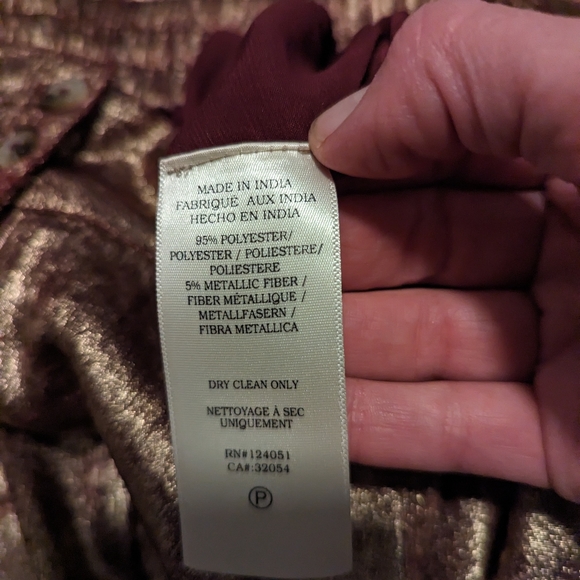 MADE IN INDIA
FABRIQUÉ AUX INDIA
HECHO EN INDIA
95% POLYESTER/
POLYESTER / POLIESTERE/
POLIESTERE
5% METALLIC FIBER /
FIBER MÉTALLIQUE /
METALLFASERN /
FIBRA METALLICA
DRY CLEAN ONLY
NETTOYAGE À SEC
UNIQUEMENT
RN#124051
CA#:32054
P